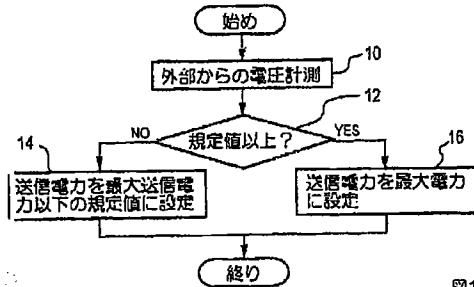 始め
10
外部からの電圧計測
12
規定値以上?
NO
YES
14
送信電力を最大送信電
力以下の規定値に設定
16
送信電力を最大電力
に設定
終り